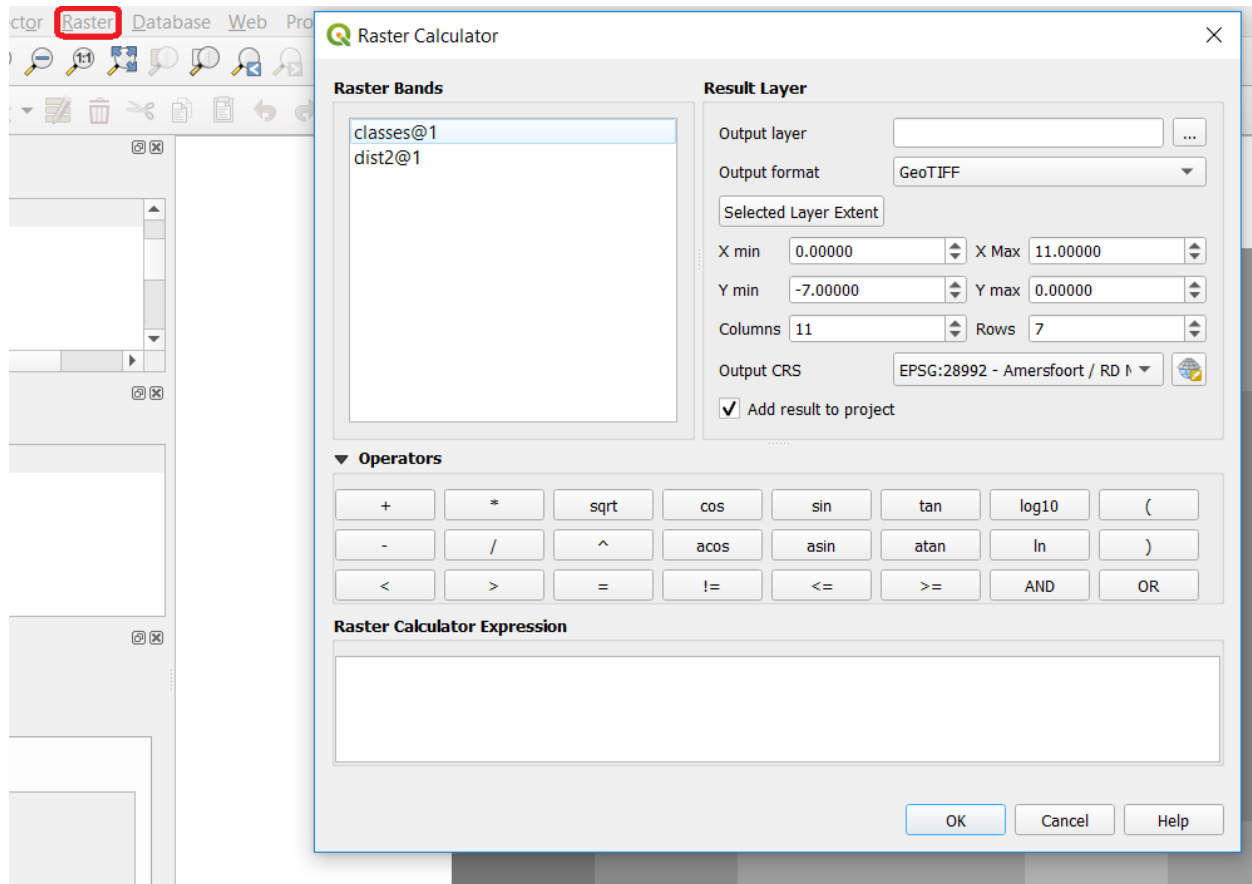 ctor Raster Database Web Pro
1:1
Raster Calculator
Raster Bands
classes@1
dist2@1
Result Layer
Output layer ...
Output format GeoTIFF
Selected Layer Extent
X min 0.00000 X Max 11.00000
Y min -7.00000 Y max 0.00000
Columns 11 Rows 7
Output CRS EPSG:28992 - Amersfoort / RD N
Add result to project
Operators
+ * sqrt cos sin tan log10 (
- / ^ acos asin atan ln )
< > = != <= >= AND OR
Raster Calculator Expression
OK Cancel Help